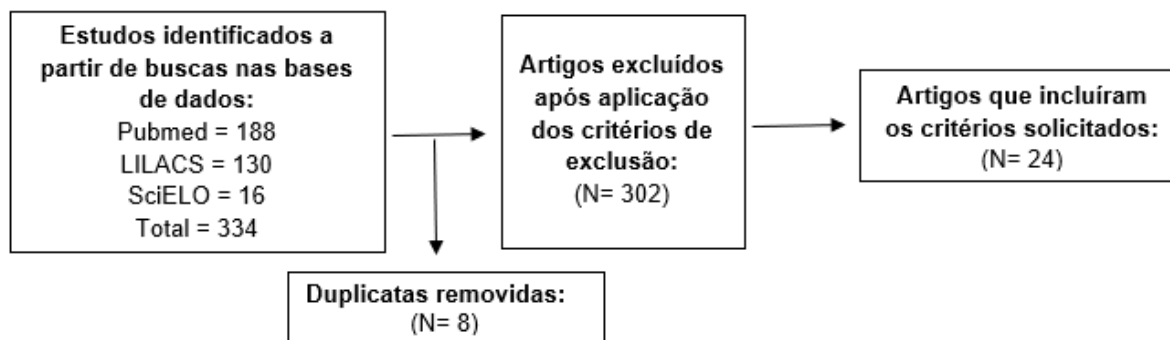 Estudos identificados a
partir de buscas nas bases
de dados:
Pubmed = 188
LILACS = 130
SciELO = 16
Total = 334
Artigos excluídos
após aplicação
dos critérios de
exclusão:
(N= 302)
Artigos que incluíram
os critérios solicitados:
(N= 24)
Duplicatas removidas:
(N= 8)